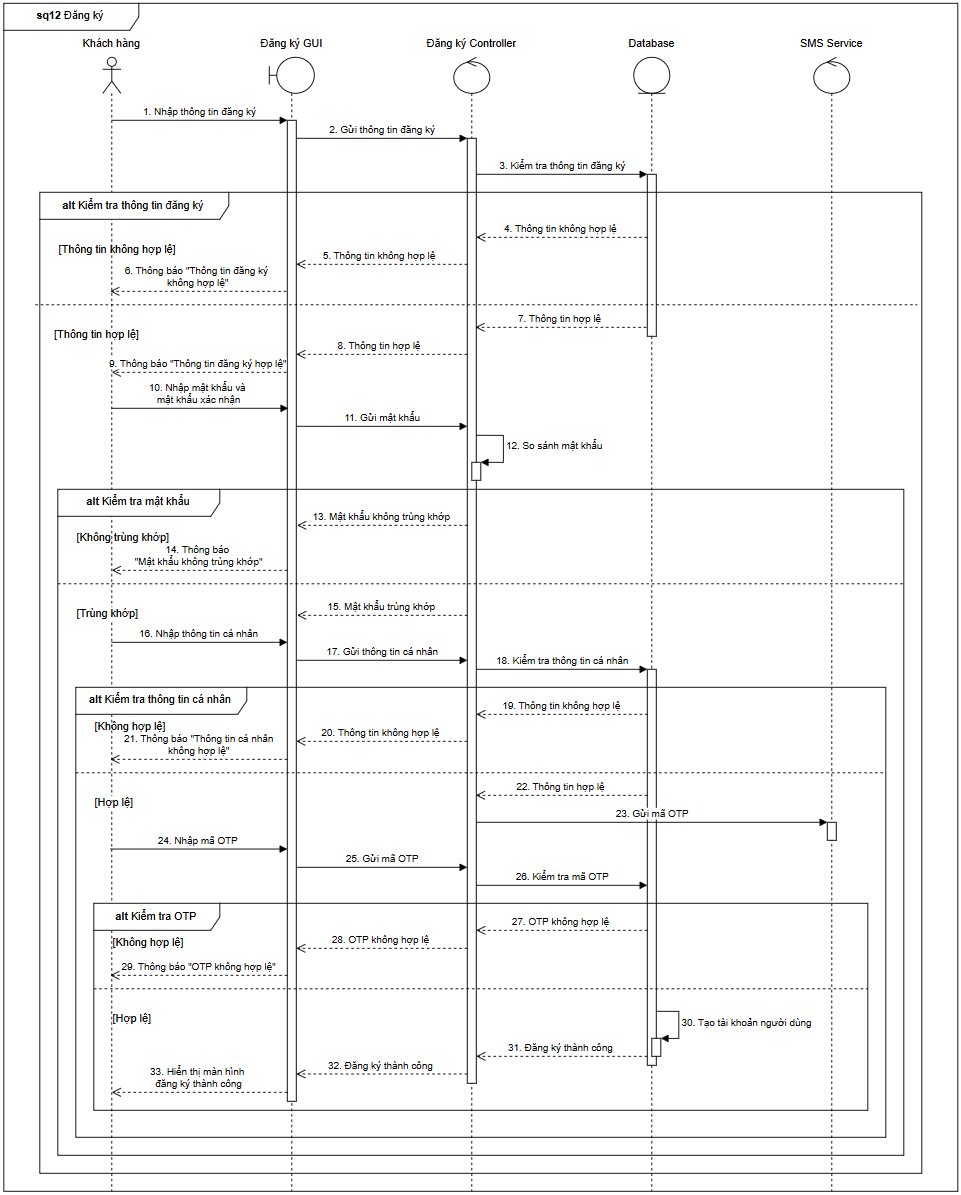 sq12 Đăng ký
Khách hàng
Đăng ký GUI
Đăng ký Controller
Database
SMS Service
1. Nhập thông tin đăng ký
2. Gửi thông tin đăng ký
3. Kiểm tra thông tin đăng ký
alt Kiểm tra thông tin đăng ký
4. Thông tin không hợp lệ
[Thông tin không hợp lệ]
5. Thông tin không hợp lệ
6. Thông báo "Thông tin đăng ký
không hợp lệ"
7. Thông tin hợp lệ
[Thông tin hợp lệ]
8. Thông tin hợp lệ
9. Thông báo "Thông tin đăng ký hợp lệ"
10. Nhập mật khẩu và
mật khẩu xác nhận
11. Gửi mật khẩu
12. So sánh mật khẩu
alt Kiểm tra mật khẩu
13. Mật khẩu không trùng khớp
[Không trùng khớp]
14. Thông báo
"Mật khẩu không trùng khớp"
[Trùng khớp]
15. Mật khẩu trùng khớp
16. Nhập thông tin cá nhân
17. Gửi thông tin cá nhân
18. Kiểm tra thông tin cá nhân
alt Kiểm tra thông tin cá nhân
19. Thông tin không hợp lệ
[Không hợp lệ]
20. Thông tin không hợp lệ
21. Thông báo "Thông tin cá nhân
không hợp lệ"
22. Thông tin hợp lệ
[Hợp lệ]
23. Gửi mã OTP
24. Nhập mã OTP
25. Gửi mã OTP
26. Kiểm tra mã OTP
alt Kiểm tra OTP
27. OTP không hợp lệ
[Không hợp lệ]
28. OTP không hợp lệ
29. Thông báo "OTP không hợp lệ"
[Hợp lệ]
30. Tạo tài khoản người dùng
31. Đăng ký thành công
32. Đăng ký thành công
33. Hiển thị màn hình
đăng ký thành công